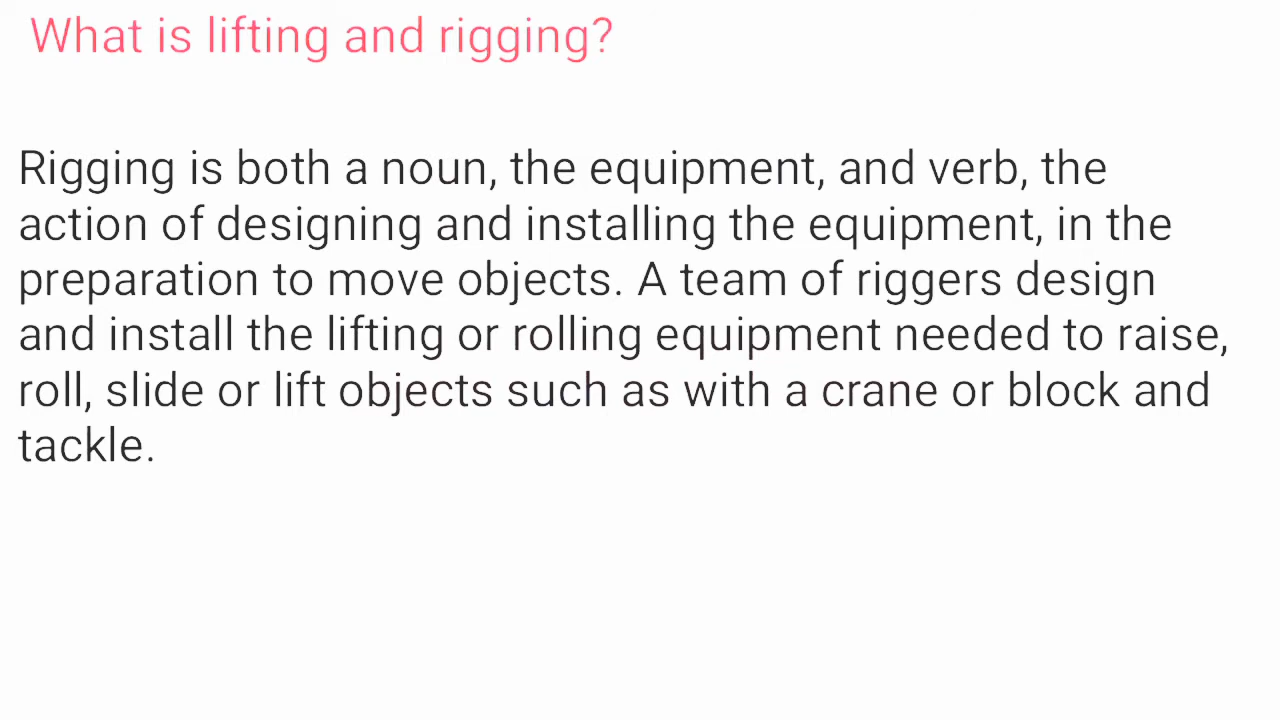 What is lifting and rigging?
Rigging is both a noun, the equipment, and verb, the
action of designing and installing the equipment, in the
preparation to move objects. A team of riggers design
and install the lifting or rolling equipment needed to raise,
roll, slide or lift objects such as with a crane or block and
tackle.